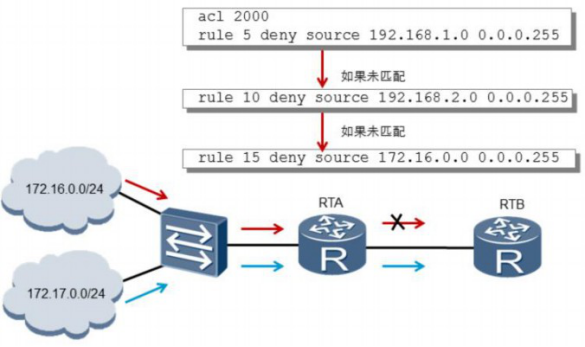 acl 2000
rule 5 deny source 192.168.1.0 0.0.0.255
如果未匹配
rule 10 deny source 192.168.2.0 0.0.0.255
如果未匹配
rule 15 deny source 172.16.0.0 0.0.0.255
172.16.0.0/24
RTA
RTB
R
R
172.17.0.0/24